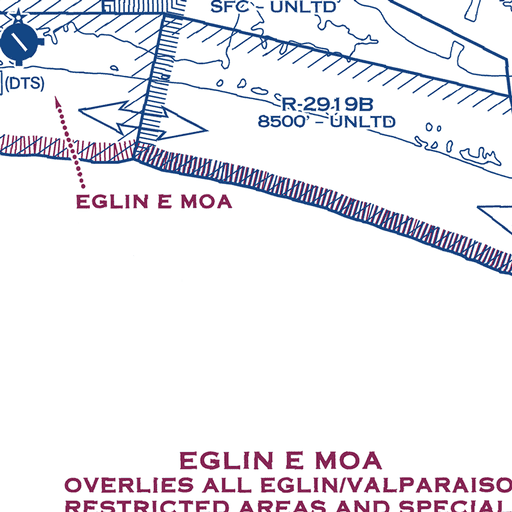 SFC - UNLTD
(DTS)
R-2919B
8500' - UNLTD
EGLIN E MOA
EGLIN E MOA
OVERLIES ALL EGLIN/VALPARAISO
RESTRICTED AREAS AND SPECIAL